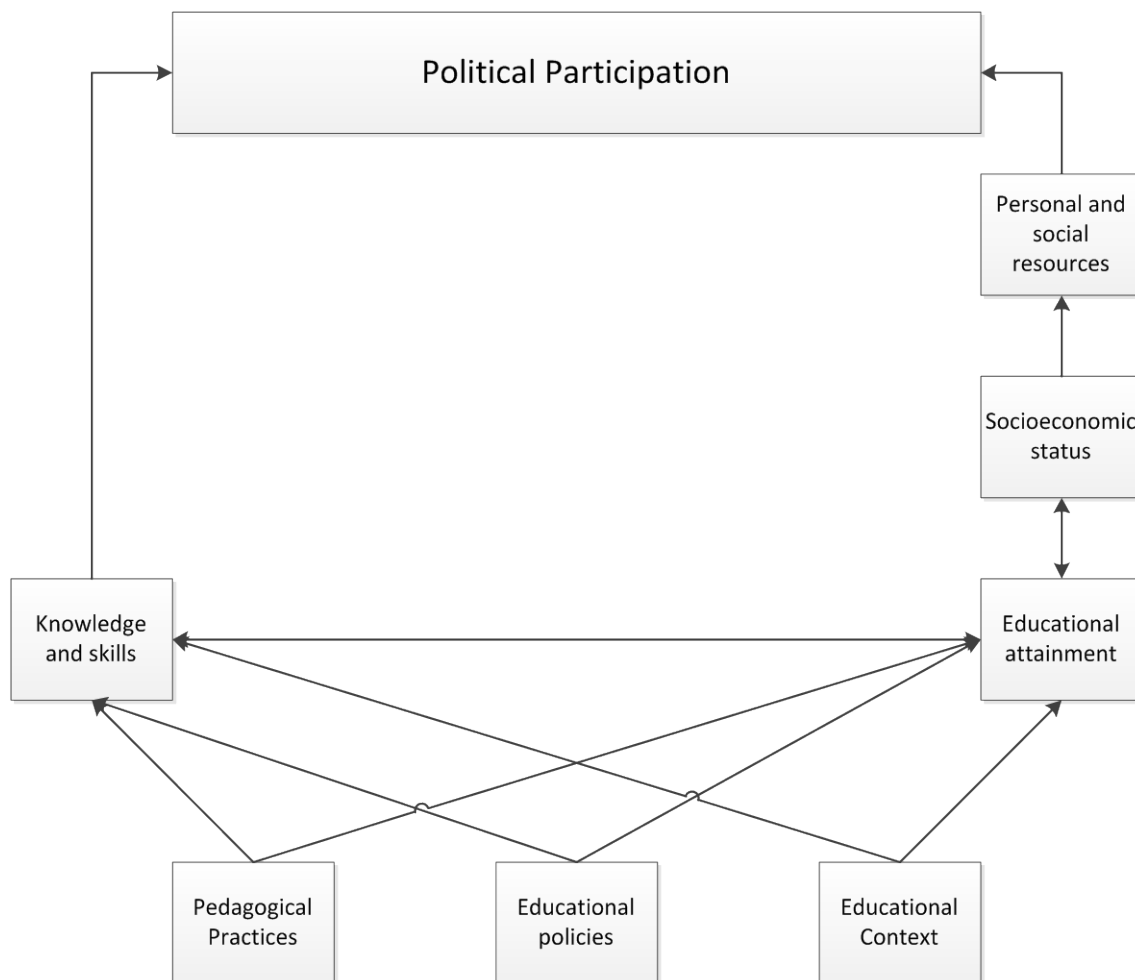 Political Participation
Personal and
social
resources
Socioeconomic
status
Knowledge
and skills
Educational
attainment
Pedagogical
Practices
Educational
policies
Educational
Context